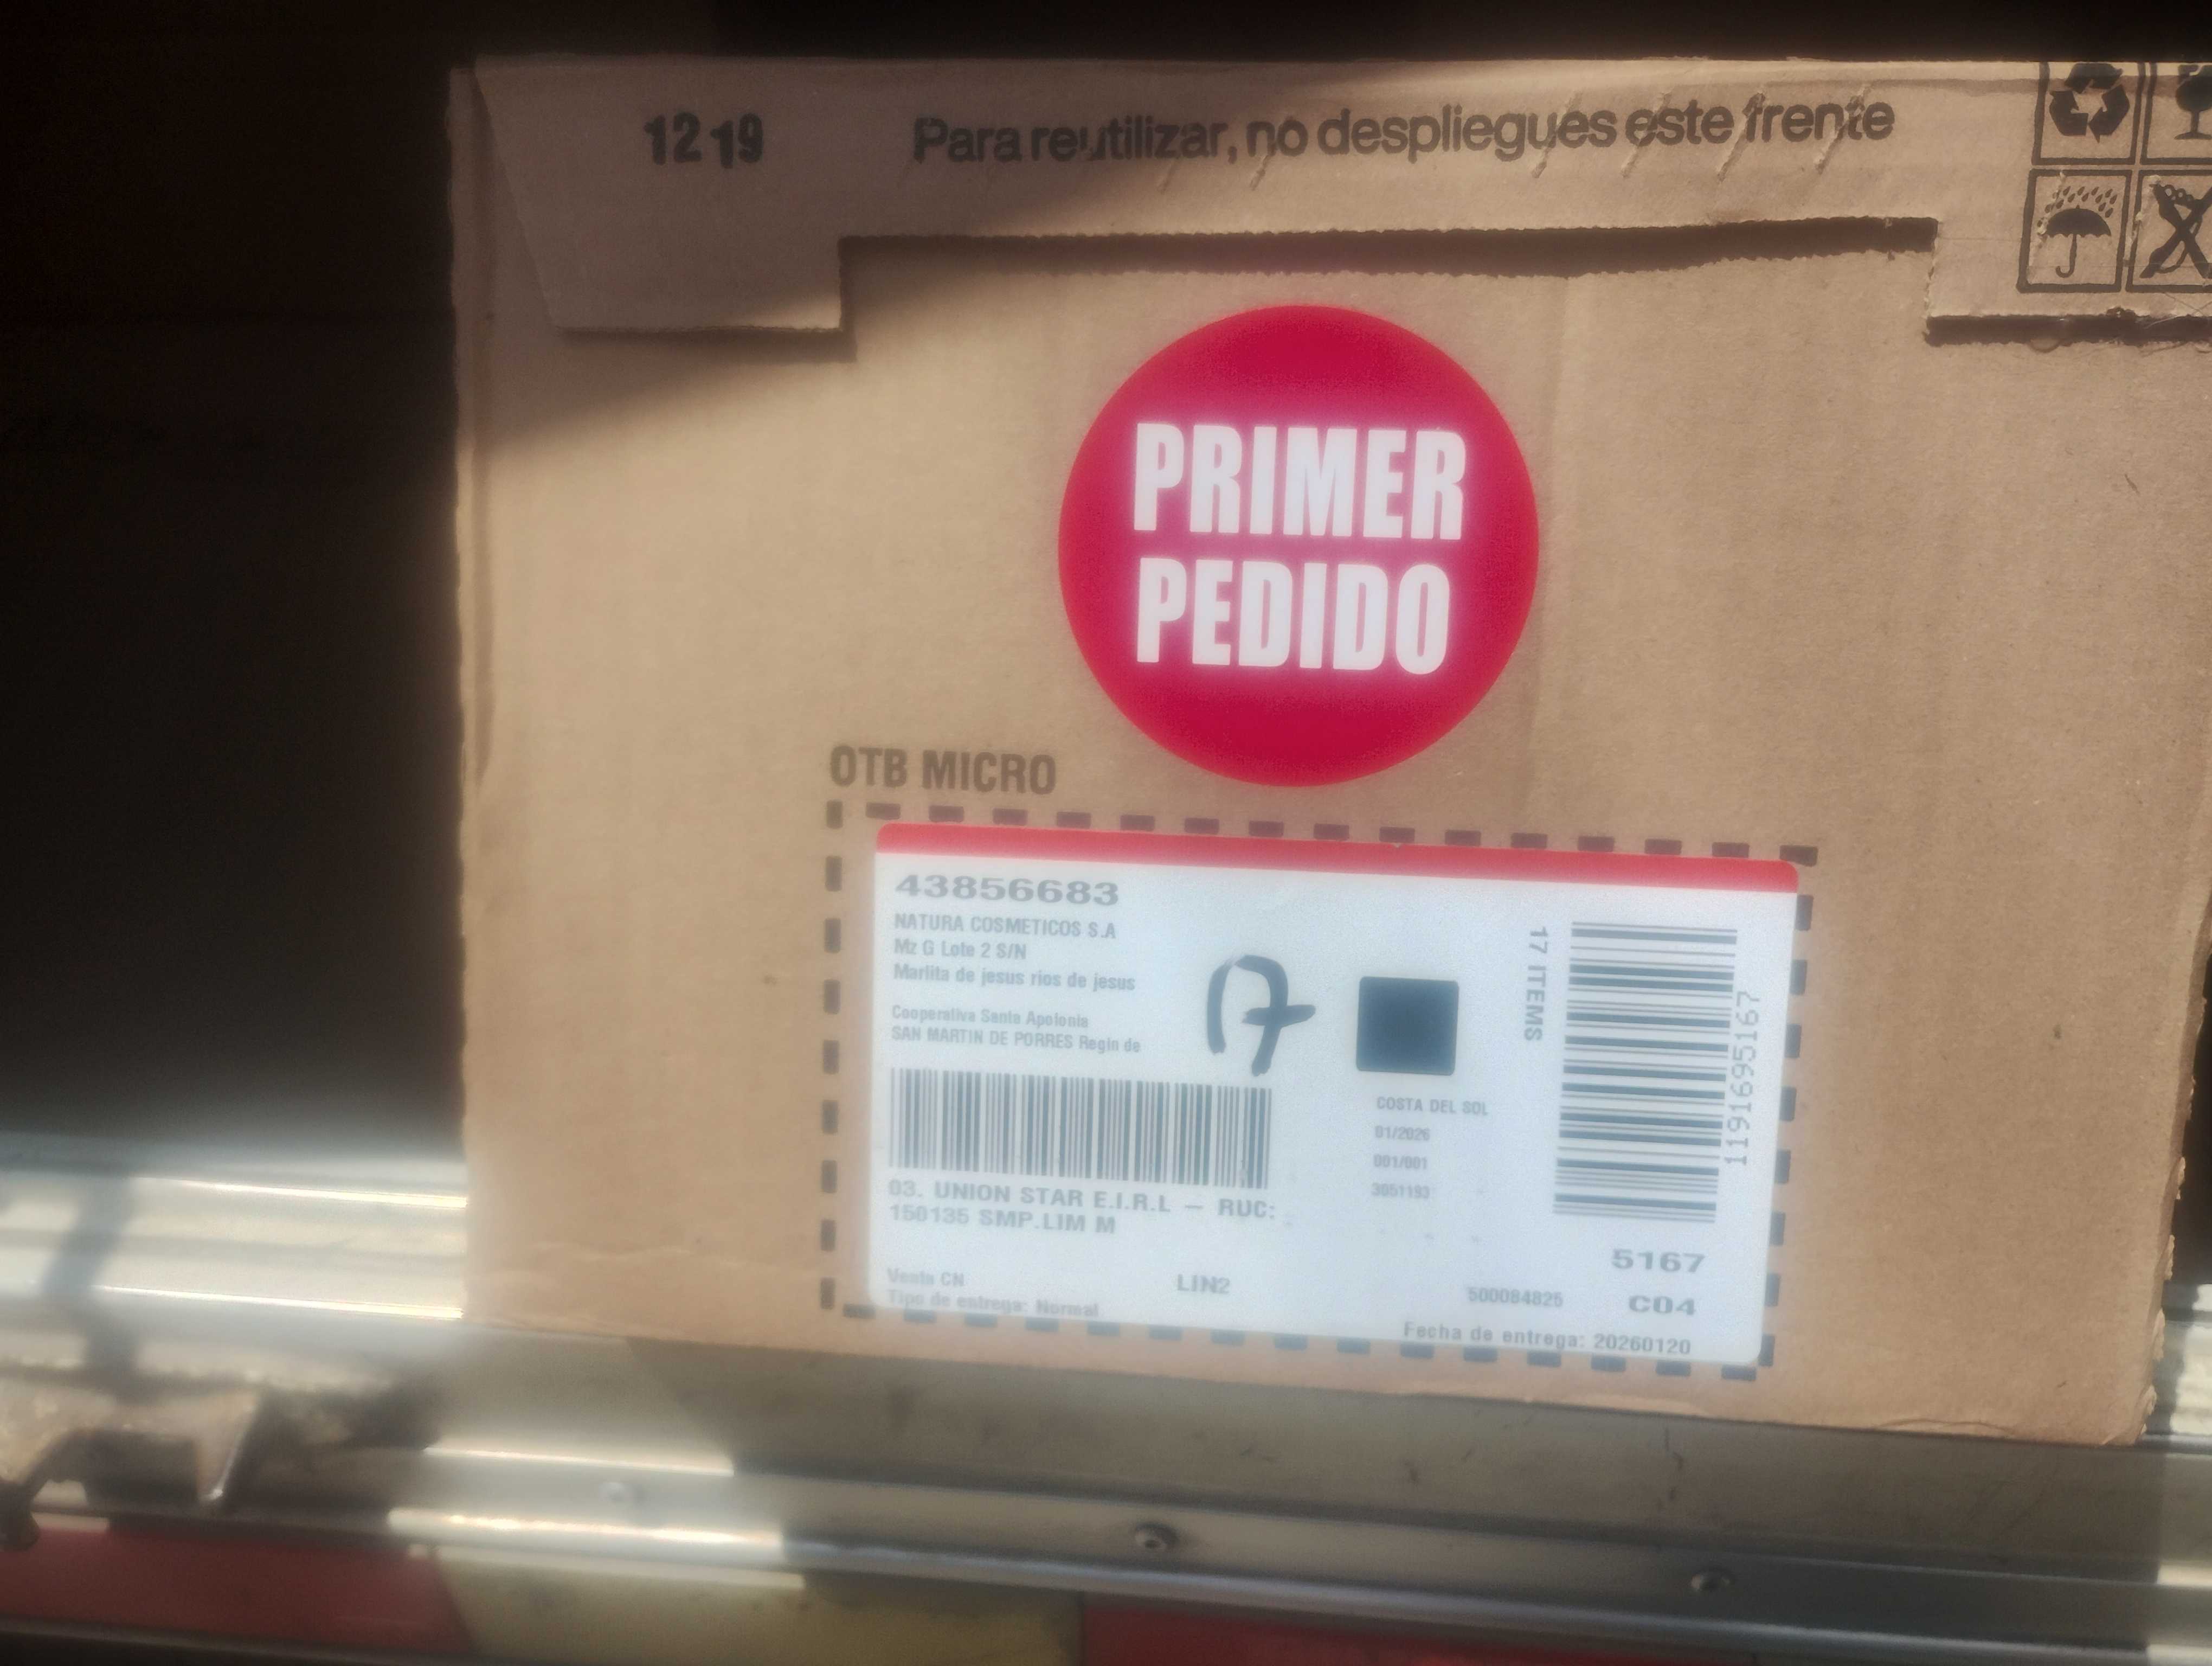 1219
Para reutilizar, no despliegues este frente
PRIMER
PEDIDO
OTB MICRO
43856683
NATURA COSMETICOS S.A
Mz G Lote 2 S/N
Marlita de jesus rios de jesus
Cooperativa Santa Apolonia
SAN MARTIN DE PORRES Regin de
17
17 ITEMS
1191695167
COSTA DEL SOL
01/2026
001/001
3051193
03. UNION STAR E.I.R.L – RUC:
150135 SMP.LIM M
5167
Venta CN
LIN2
500084825
C04
Tipo de entrega: Normal
Fecha de entrega: 20260120